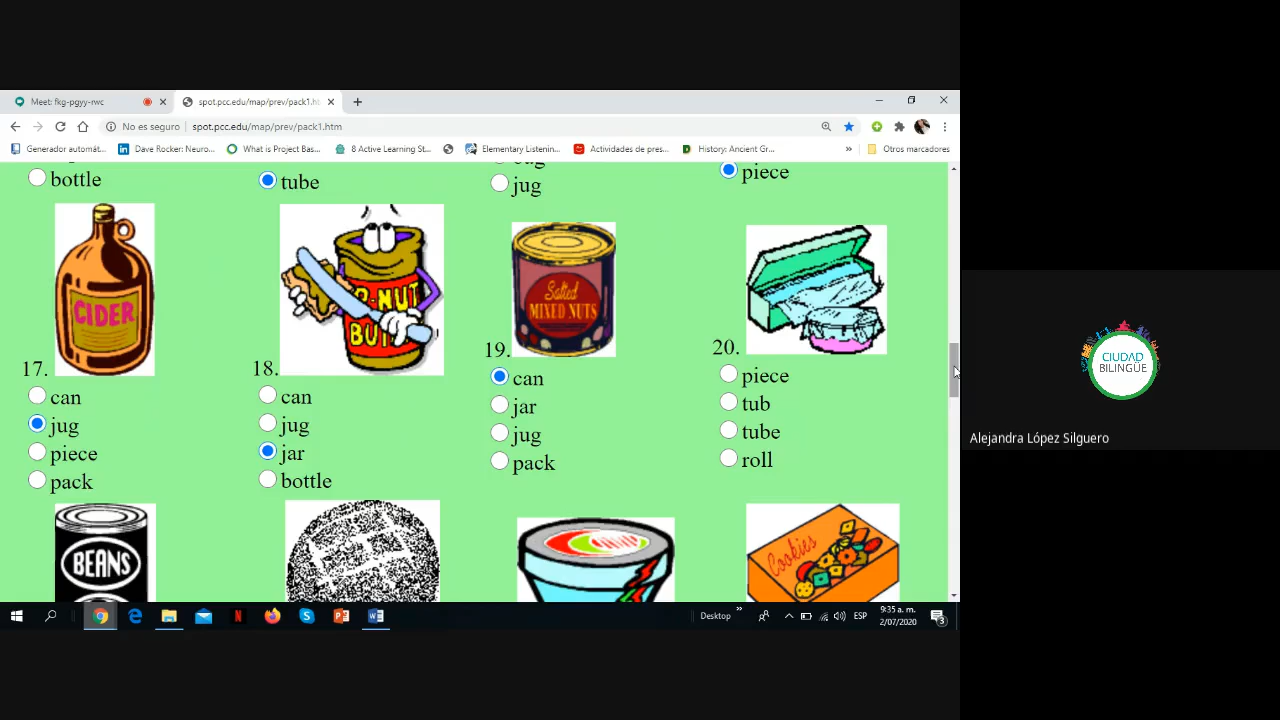 Meet: fkg-pgyy-rwc
spot.pcc.edu/map/prev/pack1.h
No es seguro | spot.pcc.edu/map/prev/pack1.htm
Generador automát...
Dave Rocker: Neuro...
What is Project Bas...
8 Active Learning St...
Elementary Listenin...
Actividades de pres...
History: Ancient Gr...
»
Otros marcadores
bottle
tube
jug
piece
CIDER
NUT
BUT
Salted
MIXED NUTS
17.
18.
19.
20.
can
jug
piece
pack
can
jug
jar
bottle
can
jar
jug
pack
piece
tub
tube
roll
BEANS
Cookies
Desktop
»
ESP
9:35 a. m.
2/07/2020
3
CIUDAD
BILINGÜE
Alejandra López Silguero